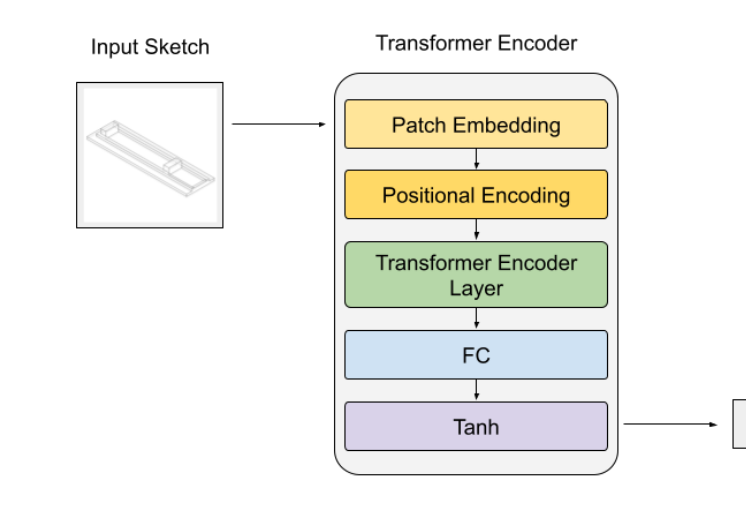 Input Sketch
Transformer Encoder
Patch Embedding
Positional Encoding
Transformer Encoder
Layer
FC
Tanh